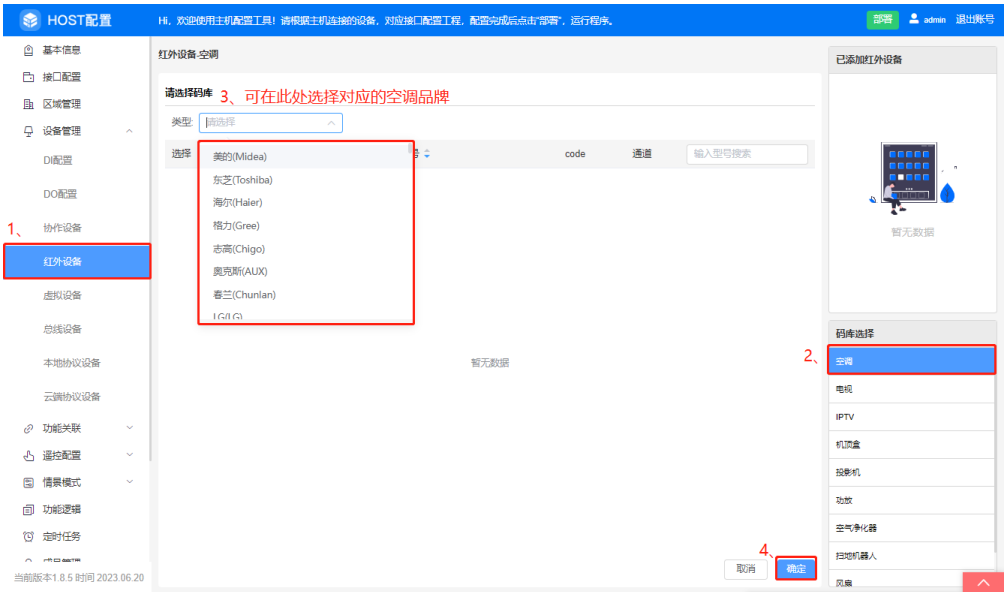 HOST配置
Hi，欢迎使用主机配置工具！请根据主机连接的设备，对应接口配置工程，配置完成后点击“部署”，运行程序。
部署
admin
退出账号
基本信息
接口配置
区域管理
设备管理
DI配置
DO配置
协作设备
1、
红外设备
虚拟设备
总线设备
本地协议设备
云端协议设备
功能关联
遥控配置
情景模式
功能逻辑
定时任务
当前版本1.8.5 时间 2023.06.20
红外设备-空调
请选择码库
3、可在此处选择对应的空调品牌
类型:
请选择
选择
code
通道
输入型号搜索
美的(Midea)
东芝(Toshiba)
海尔(Haier)
格力(Gree)
志高(Chigo)
奥克斯(AUX)
春兰(Chunlan)
LG(LG)
暂无数据
4、
取消
确定
已添加红外设备
暂无数据
码库选择
2、
空调
电视
IPTV
机顶盒
投影机
功放
空气净化器
扫地机器人
风扇